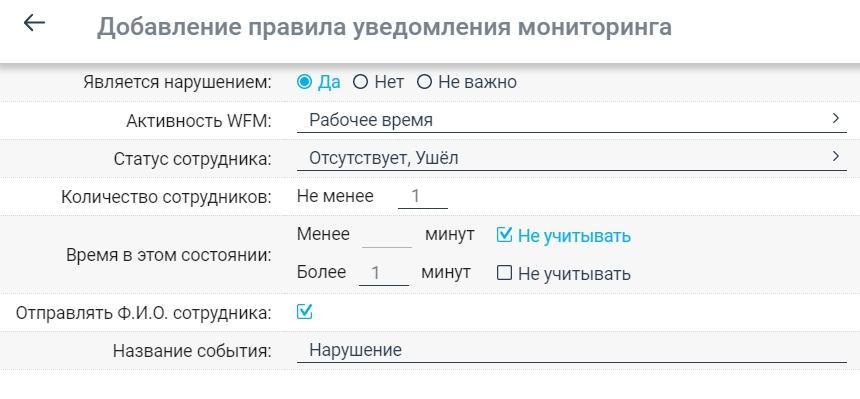 Добавление правила уведомления мониторинга
Является нарушением: Да Нет Не важно
Активность WFM: Рабочее время
Статус сотрудника: Отсутствует, Ушёл
Количество сотрудников: Не менее 1
Менее минут Не учитывать
Время в этом состоянии:
Более 1 минут Не учитывать
Отправлять Ф.И.О. сотрудника:
Название события: Нарушение